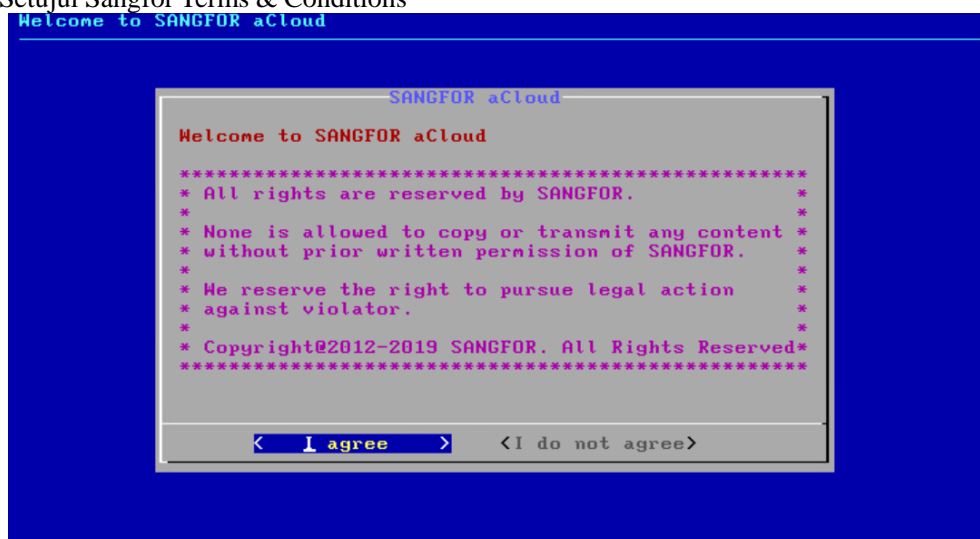 Setujui Sangfor Terms & Conditions
Welcome to SANGFOR aCloud
SANGFOR aCloud
Welcome to SANGFOR aCloud
***************************************************
* All rights are reserved by SANGFOR. *
* *
* None is allowed to copy or transmit any content *
* without prior written permission of SANGFOR. *
* *
* We reserve the right to pursue legal action *
* against violator. *
* *
* Copyright@2012-2019 SANGFOR. All Rights Reserved*
***************************************************
< I agree > <I do not agree>